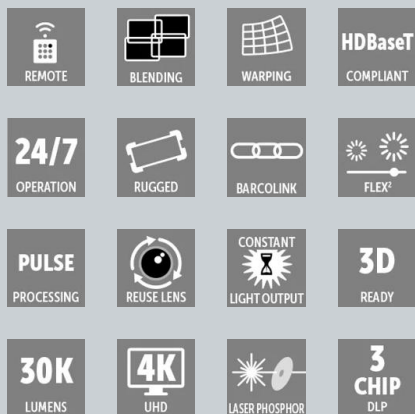 REMOTE
BLENDING
WARPING
HDBaseT
COMPLIANT
24/7
OPERATION
RUGGED
BARCOLINK
FLEX²
PULSE
PROCESSING
REUSE LENS
CONSTANT
LIGHT OUTPUT
3D
READY
30K
LUMENS
4K
UHD
LASER PHOSPHOR
3
CHIP
DLP